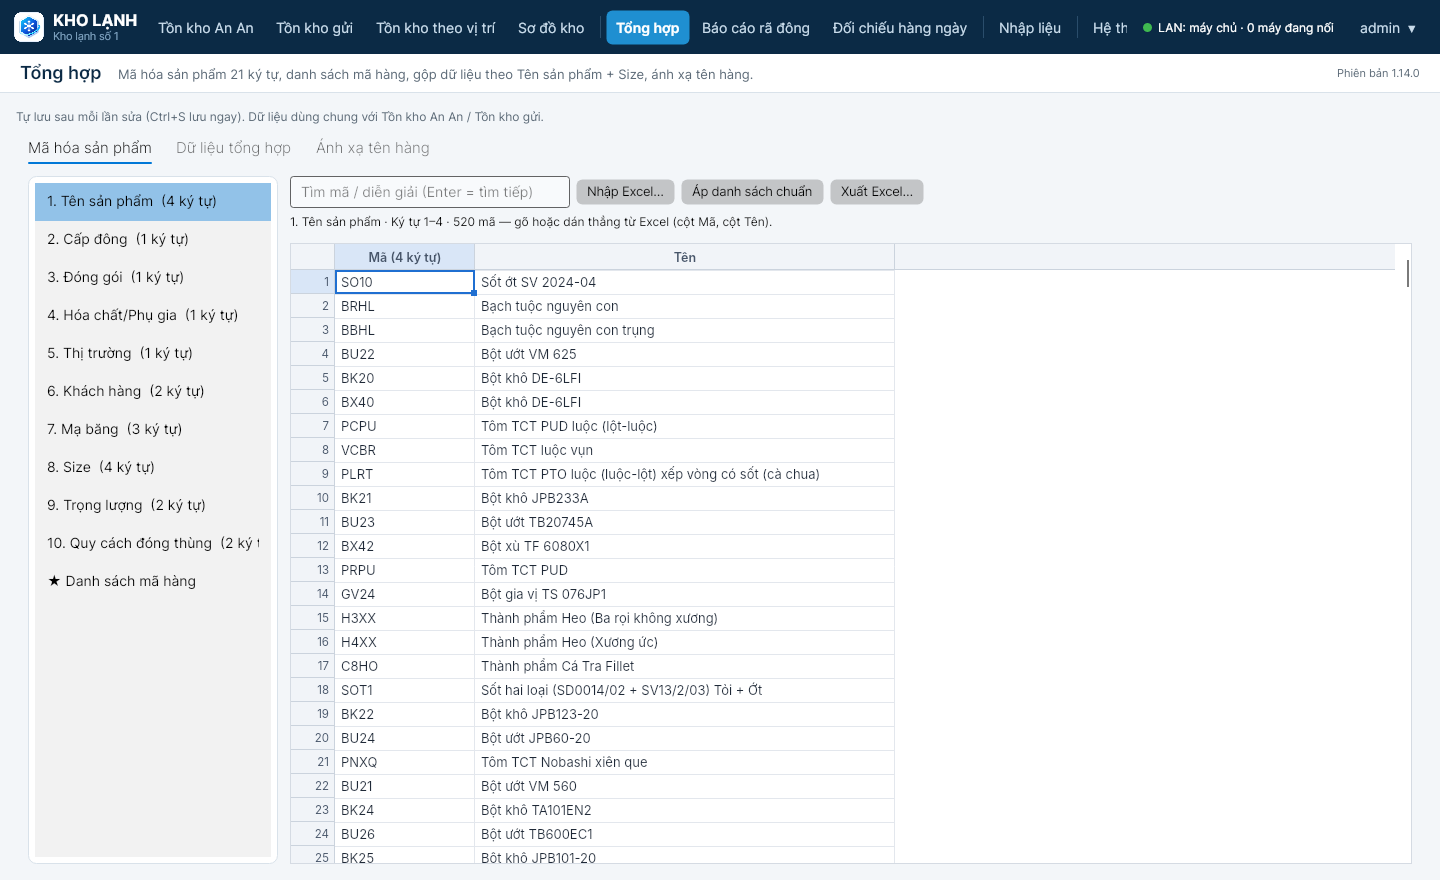 KHO LẠNH
Kho lạnh số 1
Tồn kho An An
Tồn kho gửi
Tồn kho theo vị trí
Sơ đồ kho
Tổng hợp
Báo cáo rã đông
Đối chiếu hàng ngày
Nhập liệu
Hệ th
LAN: máy chủ · 0 máy đang nối
admin ▾
Tổng hợp
Mã hóa sản phẩm 21 ký tự, danh sách mã hàng, gộp dữ liệu theo Tên sản phẩm + Size, ánh xạ tên hàng.
Phiên bản 1.14.0
Tự lưu sau mỗi lần sửa (Ctrl+S lưu ngay). Dữ liệu dùng chung với Tồn kho An An / Tồn kho gửi.
Mã hóa sản phẩm
Dữ liệu tổng hợp
Ánh xạ tên hàng
1. Tên sản phẩm (4 ký tự)
2. Cấp đông (1 ký tự)
3. Đóng gói (1 ký tự)
4. Hóa chất/Phụ gia (1 ký tự)
5. Thị trường (1 ký tự)
6. Khách hàng (2 ký tự)
7. Mạ băng (3 ký tự)
8. Size (4 ký tự)
9. Trọng lượng (2 ký tự)
10. Quy cách đóng thùng (2 ký t
★ Danh sách mã hàng
Tìm mã / diễn giải (Enter = tìm tiếp)
Nhập Excel...
Áp danh sách chuẩn
Xuất Excel...
1. Tên sản phẩm · Ký tự 1–4 · 520 mã — gõ hoặc dán thẳng từ Excel (cột Mã, cột Tên).
Mã (4 ký tự) Tên
1 SO10 Sốt ớt SV 2024-04
2 BRHL Bạch tuộc nguyên con
3 BBHL Bạch tuộc nguyên con trụng
4 BU22 Bột ướt VM 625
5 BK20 Bột khô DE-6LFI
6 BX40 Bột khô DE-6LFI
7 PCPU Tôm TCT PUD luộc (lột-luộc)
8 VCBR Tôm TCT luộc vụn
9 PLRT Tôm TCT PTO luộc (luộc-lột) xếp vòng có sốt (cà chua)
10 BK21 Bột khô JPB233A
11 BU23 Bột ướt TB20745A
12 BX42 Bột xù TF 6080X1
13 PRPU Tôm TCT PUD
14 GV24 Bột gia vị TS 076JP1
15 H3XX Thành phẩm Heo (Ba rọi không xương)
16 H4XX Thành phẩm Heo (Xương ức)
17 C8HO Thành phẩm Cá Tra Fillet
18 SOT1 Sốt hai loại (SD0014/02 + SV13/2/03) Tỏi + Ớt
19 BK22 Bột khô JPB123-20
20 BU24 Bột ướt JPB60-20
21 PNXQ Tôm TCT Nobashi xiên que
22 BU21 Bột ướt VM 560
23 BK24 Bột khô TA101EN2
24 BU26 Bột ướt TB600EC1
25 BK25 Bột khô JPB101-20